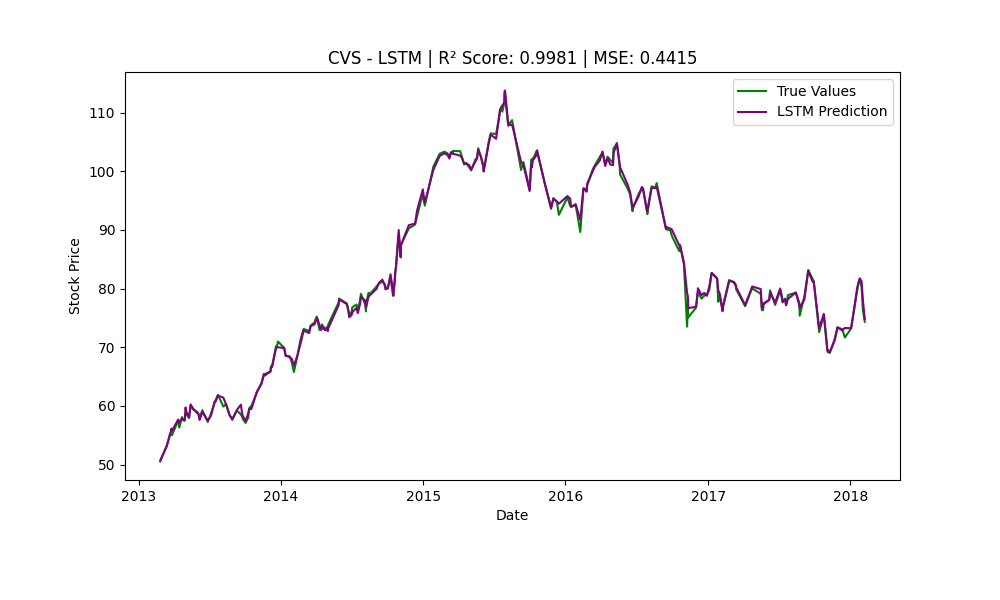 CVS - LSTM | R² Score: 0.9981 | MSE: 0.4415
True Values
LSTM Prediction
Stock Price
110
100
90
80
70
60
50
2013 2014 2015 2016 2017 2018
Date